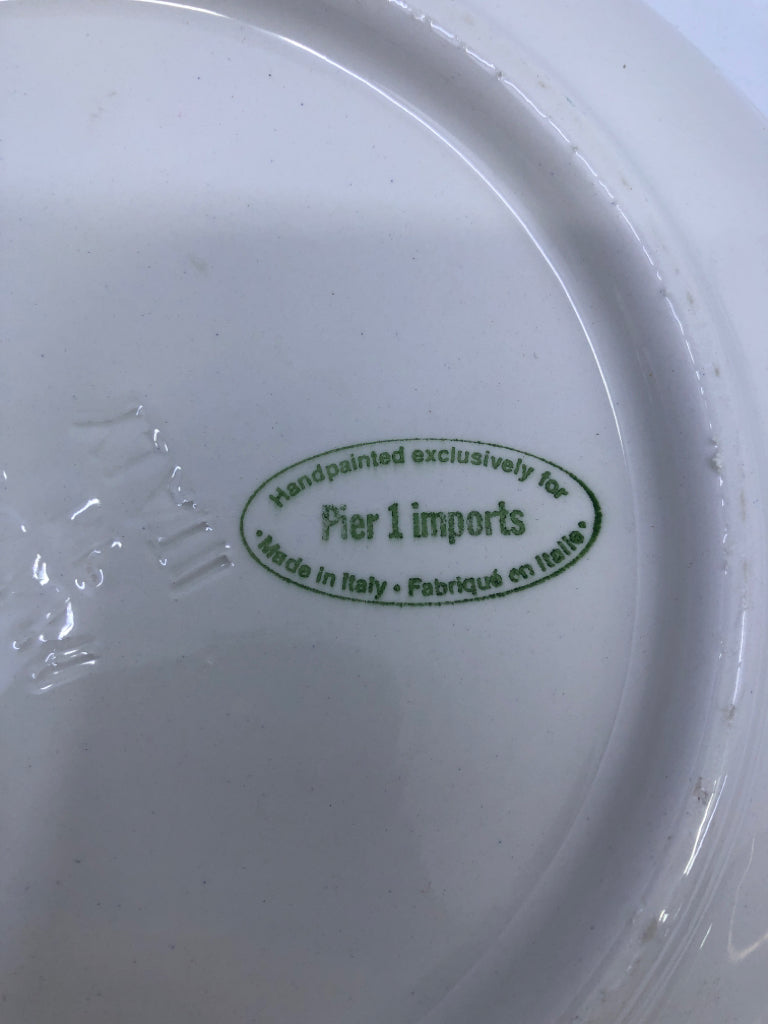 Handpainted exclusively for
Pier 1 imports
• Made in Italy • Fabriqué en Italie •